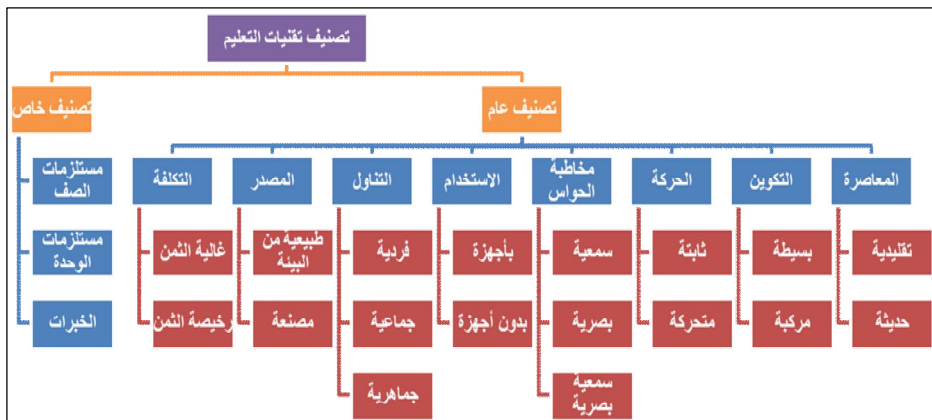 تصنيف تقنيات التعليم
تصنيف عام
تصنيف خاص
المعاصرة
التكوين
الحركة
مخاطبة
الحواس
الاستخدام
التناول
المصدر
التكلفة
مستلزمات
الصف
تقليدية
بسيطة
ثابتة
سمعية
بأجهزة
فردية
طبيعية من
البيئة
غالية الثمن
مستلزمات
الوحدة
حديثة
مركبة
متحركة
بصرية
بدون أجهزة
جماعية
مصنعة
رخيصة الثمن
الخبرات
سمعية
بصرية
جماهرية